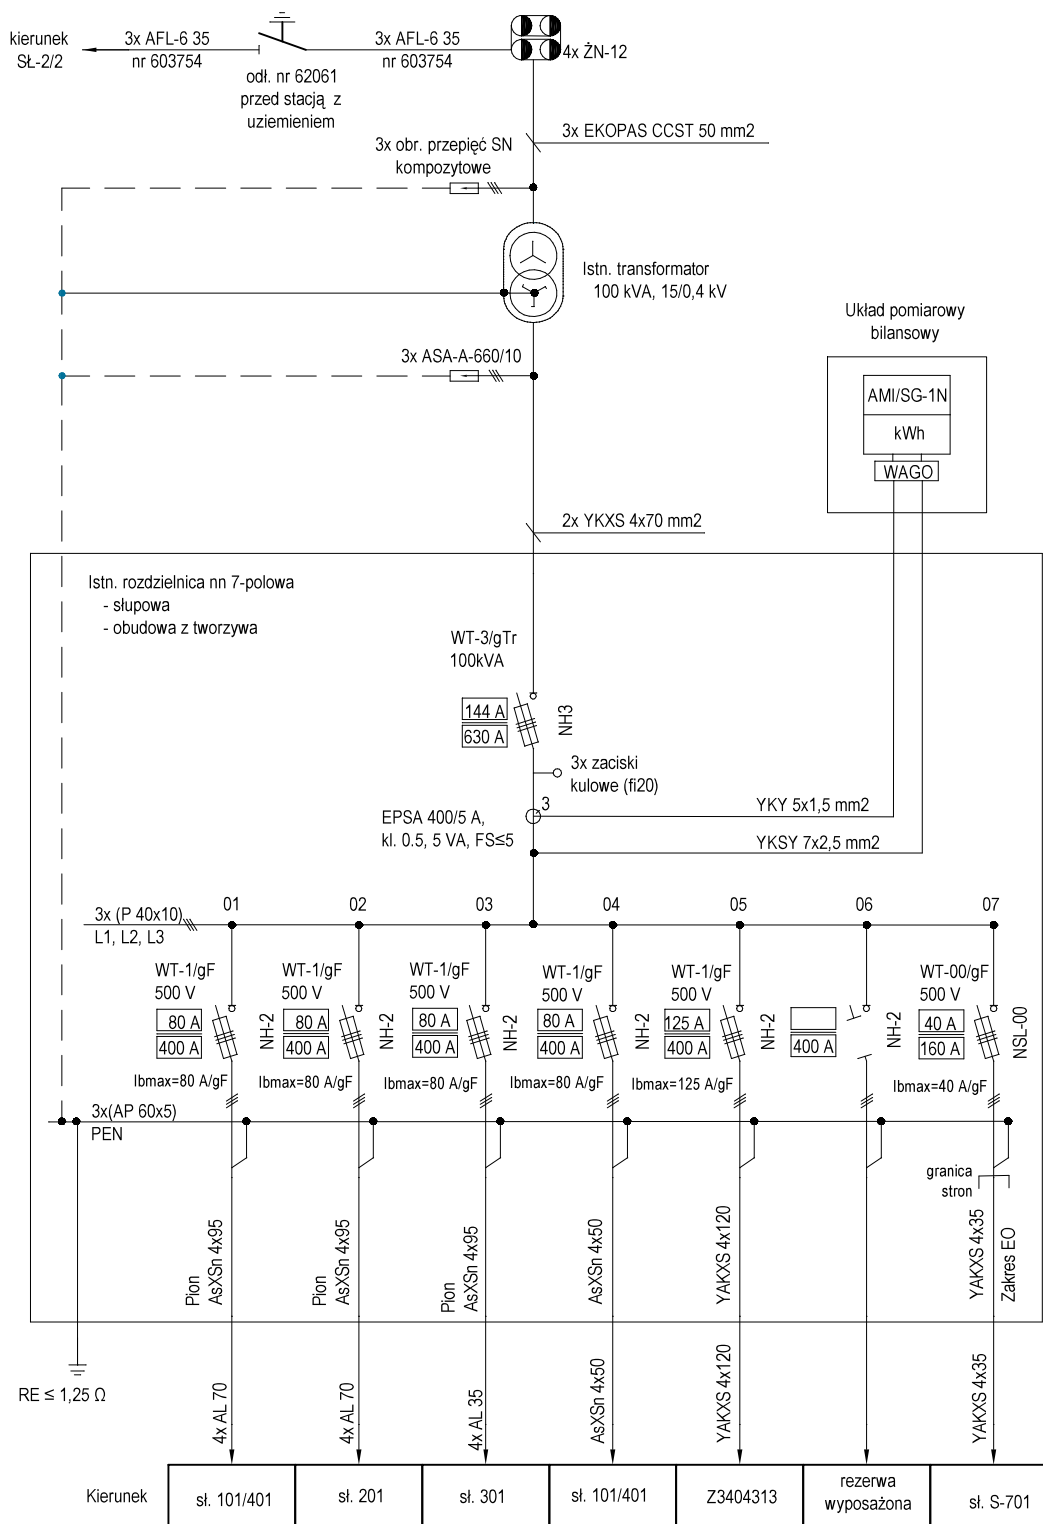 kierunek
SŁ-2/2
3x AFL-6 35
nr 603754
3x AFL-6 35
nr 603754
4x ŻN-12
odł. nr 62061
przed stacją z
uziemieniem
3x EKOPAS CCST 50 mm2
3x obr. przepięć SN
kompozytowe
Istn. transformator
100 kVA, 15/0,4 kV
Układ pomiarowy
bilansowy
3x ASA-A-660/10
AMI/SG-1N
kWh
WAGO
2x YKXS 4x70 mm2
Istn. rozdzielnica nn 7-polowa
- słupowa
- obudowa z tworzywa
WT-3/gTr
100kVA
144 A
630 A
NH3
3x zaciski
kulowe (fi20)
3
EPSA 400/5 A,
kl. 0.5, 5 VA, FS≤5
YKY 5x1,5 mm2
YKSY 7x2,5 mm2
3x (P 40x10)
L1, L2, L3
01
02
03
04
05
06
07
WT-1/gF
500 V
80 A
400 A
NH-2
Ibmax=80 A/gF
WT-1/gF
500 V
80 A
400 A
NH-2
Ibmax=80 A/gF
WT-1/gF
500 V
80 A
400 A
NH-2
Ibmax=80 A/gF
WT-1/gF
500 V
80 A
400 A
NH-2
Ibmax=80 A/gF
WT-1/gF
500 V
125 A
400 A
NH-2
Ibmax=125 A/gF
400 A
NH-2
WT-00/gF
500 V
40 A
160 A
NSL-00
Ibmax=40 A/gF
3x(AP 60x5)
PEN
granica
stron
Pion
AsXSn 4x95
Pion
AsXSn 4x95
Pion
AsXSn 4x95
AsXSn 4x50
YAKXS 4x120
YAKXS 4x35
Zakres EO
RE ≤ 1,25 Ω
4x AL 70
4x AL 70
4x AL 35
AsXSn 4x50
YAKXS 4x120
YAKXS 4x35
Kierunek
sł. 101/401
sł. 201
sł. 301
sł. 101/401
Z3404313
rezerwa
wyposażona
sł. S-701